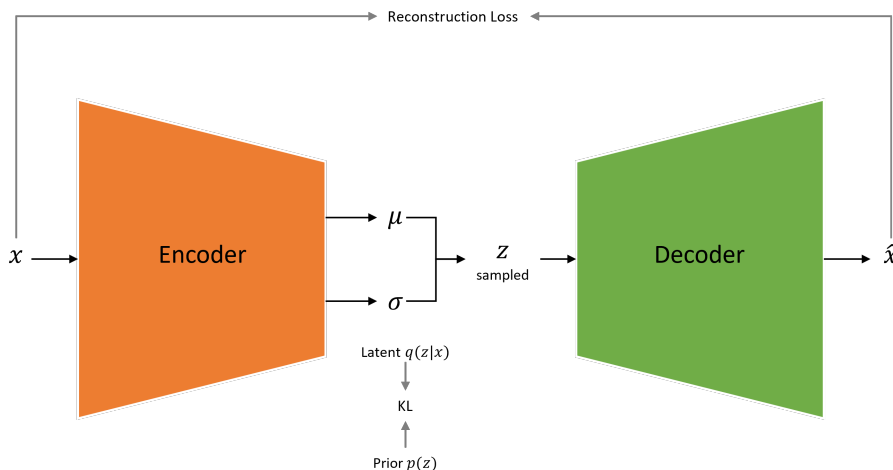 Reconstruction Loss
μ
Encoder
Decoder
x
z
x̂
sampled
σ
Latent q(z|x)
KL
Prior p(z)